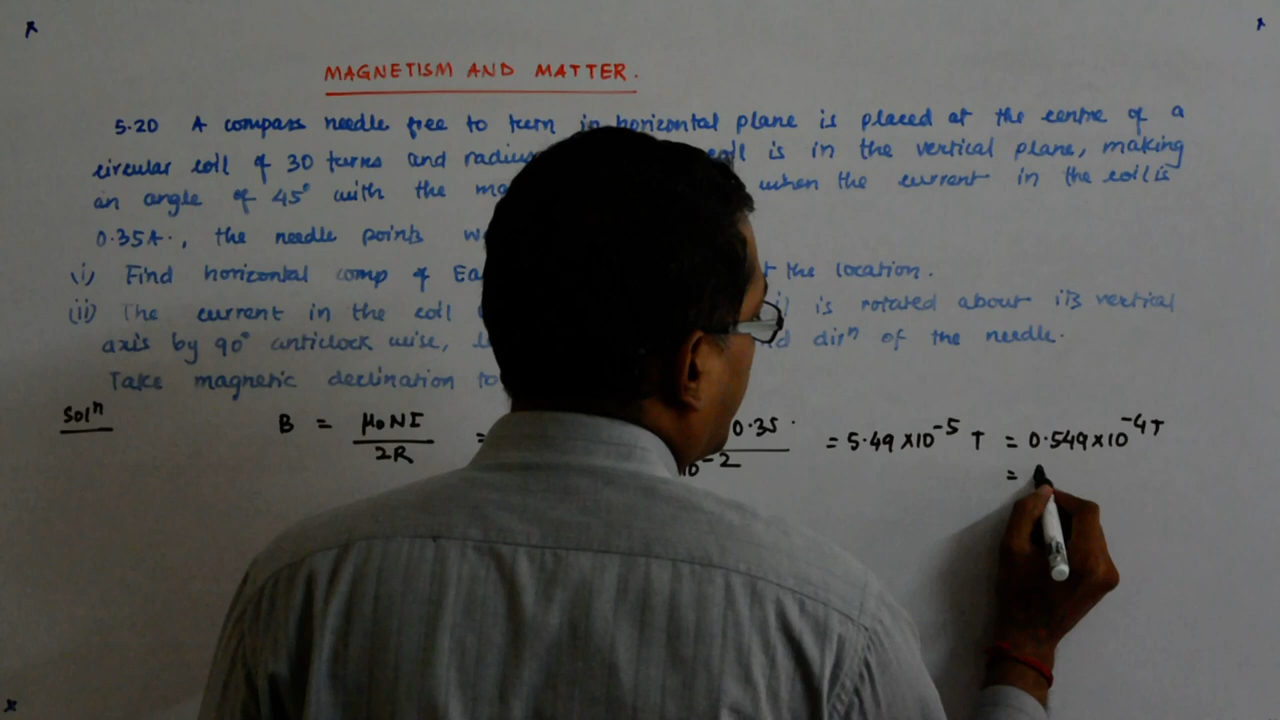 MAGNETISM AND MATTER.
5.20 A compass needle free to turn in horizontal plane is placed at the centre of a
circular coil of 30 turns and radius coil is in the vertical plane, making
an angle of 45° with the when the current in the coil is
0.35A., the needle points
(i) Find horizontal comp of the location.
(ii) The current in the coil is rotated about its vertical
axis by 90° anticlock wise, dirⁿ of the needle.
Take magnetic declination to
Solⁿ B = μ₀NI / 2R = 0.35 / 10⁻² = 5.49 × 10⁻⁵ T = 0.549 × 10⁻⁴ T
=